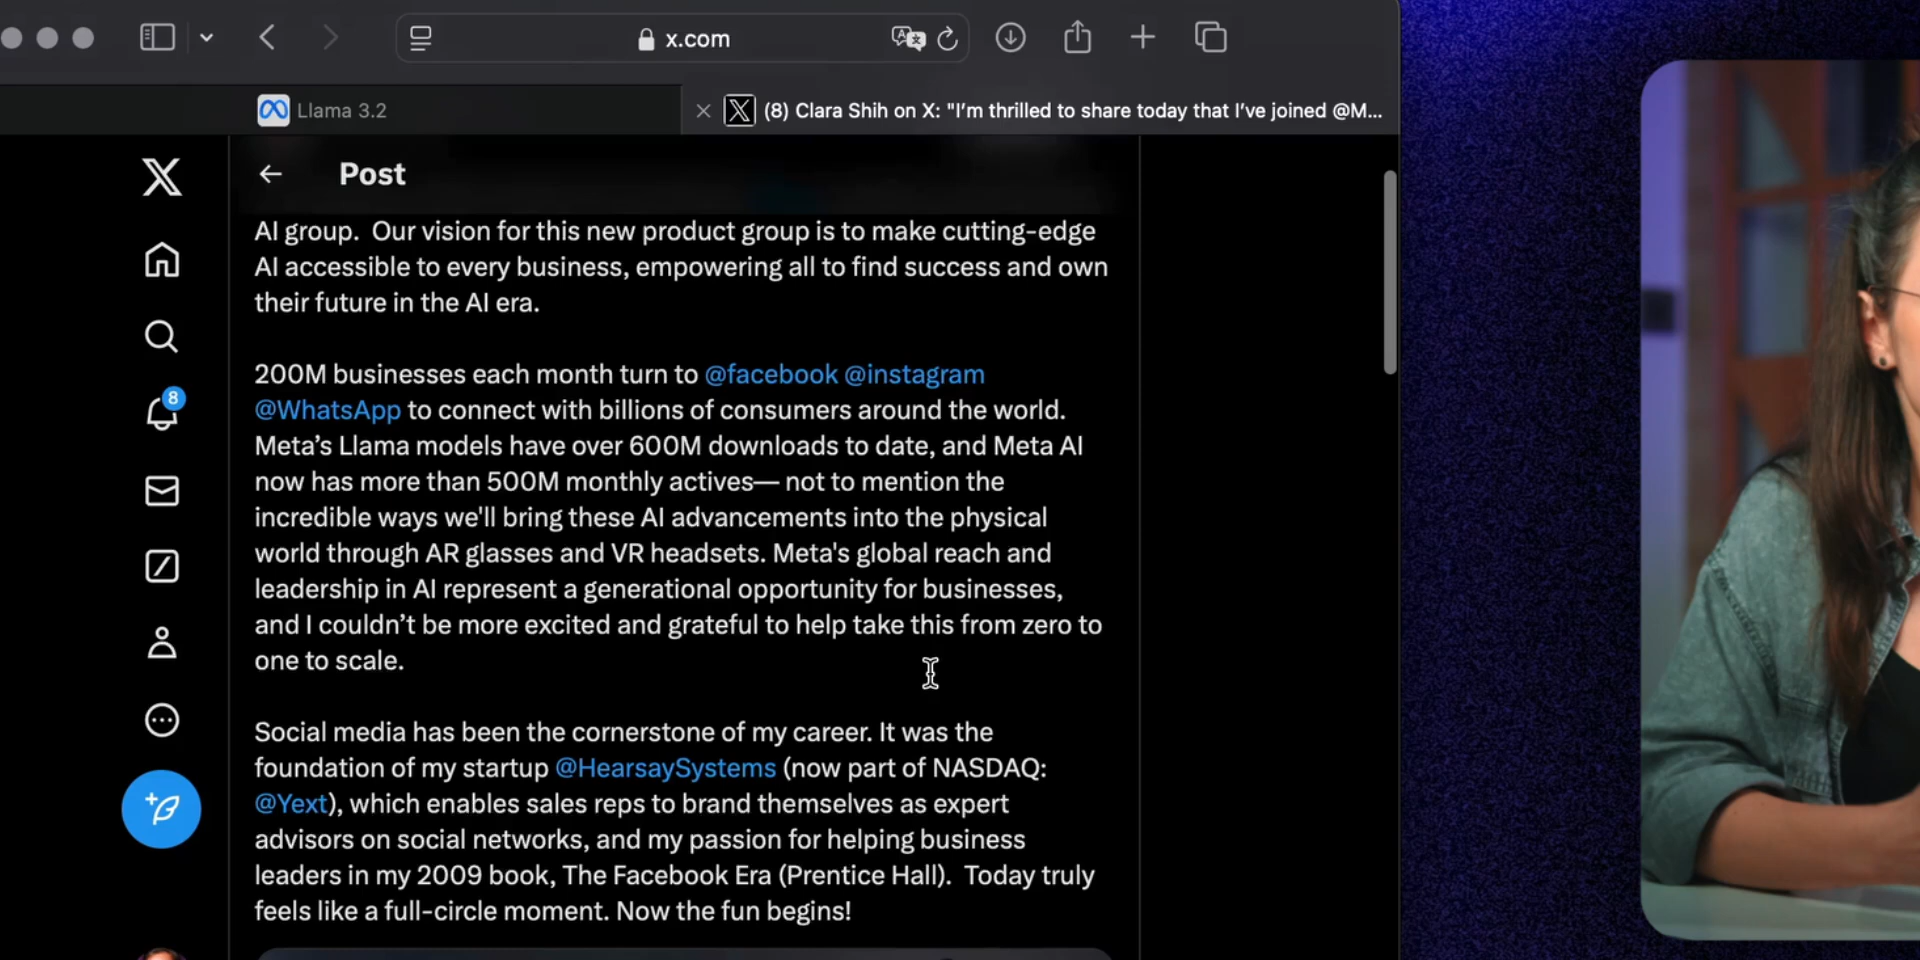 x.com
Llama 3.2
(8) Clara Shih on X: "I'm thrilled to share today that I've joined @M...
Post
AI group.  Our vision for this new product group is to make cutting-edge
AI accessible to every business, empowering all to find success and own
their future in the AI era.
200M businesses each month turn to @facebook @instagram
@WhatsApp to connect with billions of consumers around the world.
Meta’s Llama models have over 600M downloads to date, and Meta AI
now has more than 500M monthly actives— not to mention the
incredible ways we'll bring these AI advancements into the physical
world through AR glasses and VR headsets. Meta's global reach and
leadership in AI represent a generational opportunity for businesses,
and I couldn’t be more excited and grateful to help take this from zero to
one to scale.
8
Social media has been the cornerstone of my career. It was the
foundation of my startup @HearsaySystems (now part of NASDAQ:
@Yext), which enables sales reps to brand themselves as expert
advisors on social networks, and my passion for helping business
leaders in my 2009 book, The Facebook Era (Prentice Hall).  Today truly
feels like a full-circle moment. Now the fun begins!